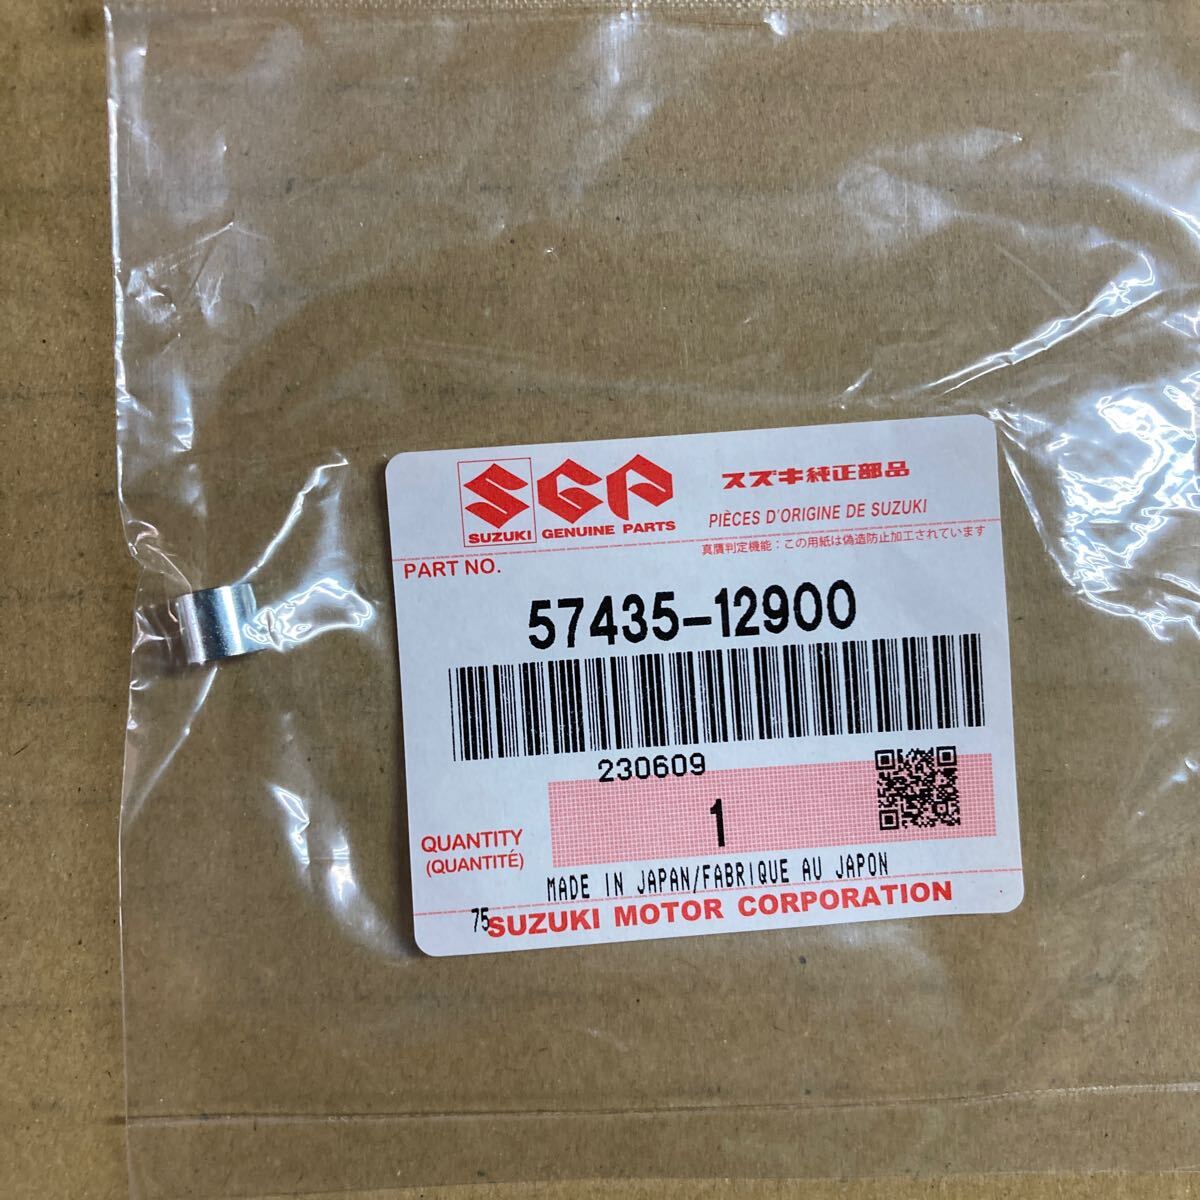 SGP
SUZUKI GENUINE PARTS
スズキ純正部品
PIÈCES D'ORIGINE DE SUZUKI
真贋判定機能：この用紙は偽造防止加工されています
PART NO.
57435-12900
230609
QUANTITY
(QUANTITÉ)
1
MADE IN JAPAN/FABRIQUE AU JAPON
75
SUZUKI MOTOR CORPORATION